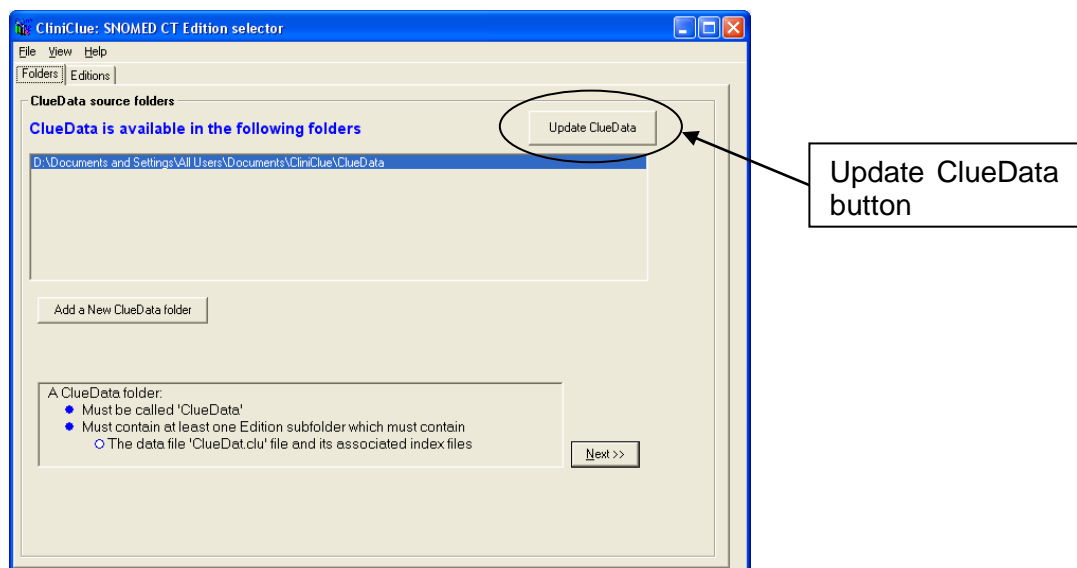 CliniClue: SNOMED CT Edition selector
File View Help
Folders Editions
ClueData source folders
ClueData is available in the following folders
Update ClueData
D:\Documents and Settings\All Users\Documents\CliniClue\ClueData
Update ClueData
button
Add a New ClueData folder
A ClueData folder:
Must be called 'ClueData'
Must contain at least one Edition subfolder which must contain
The data file 'ClueDat.clu' file and its associated index files
Next >>